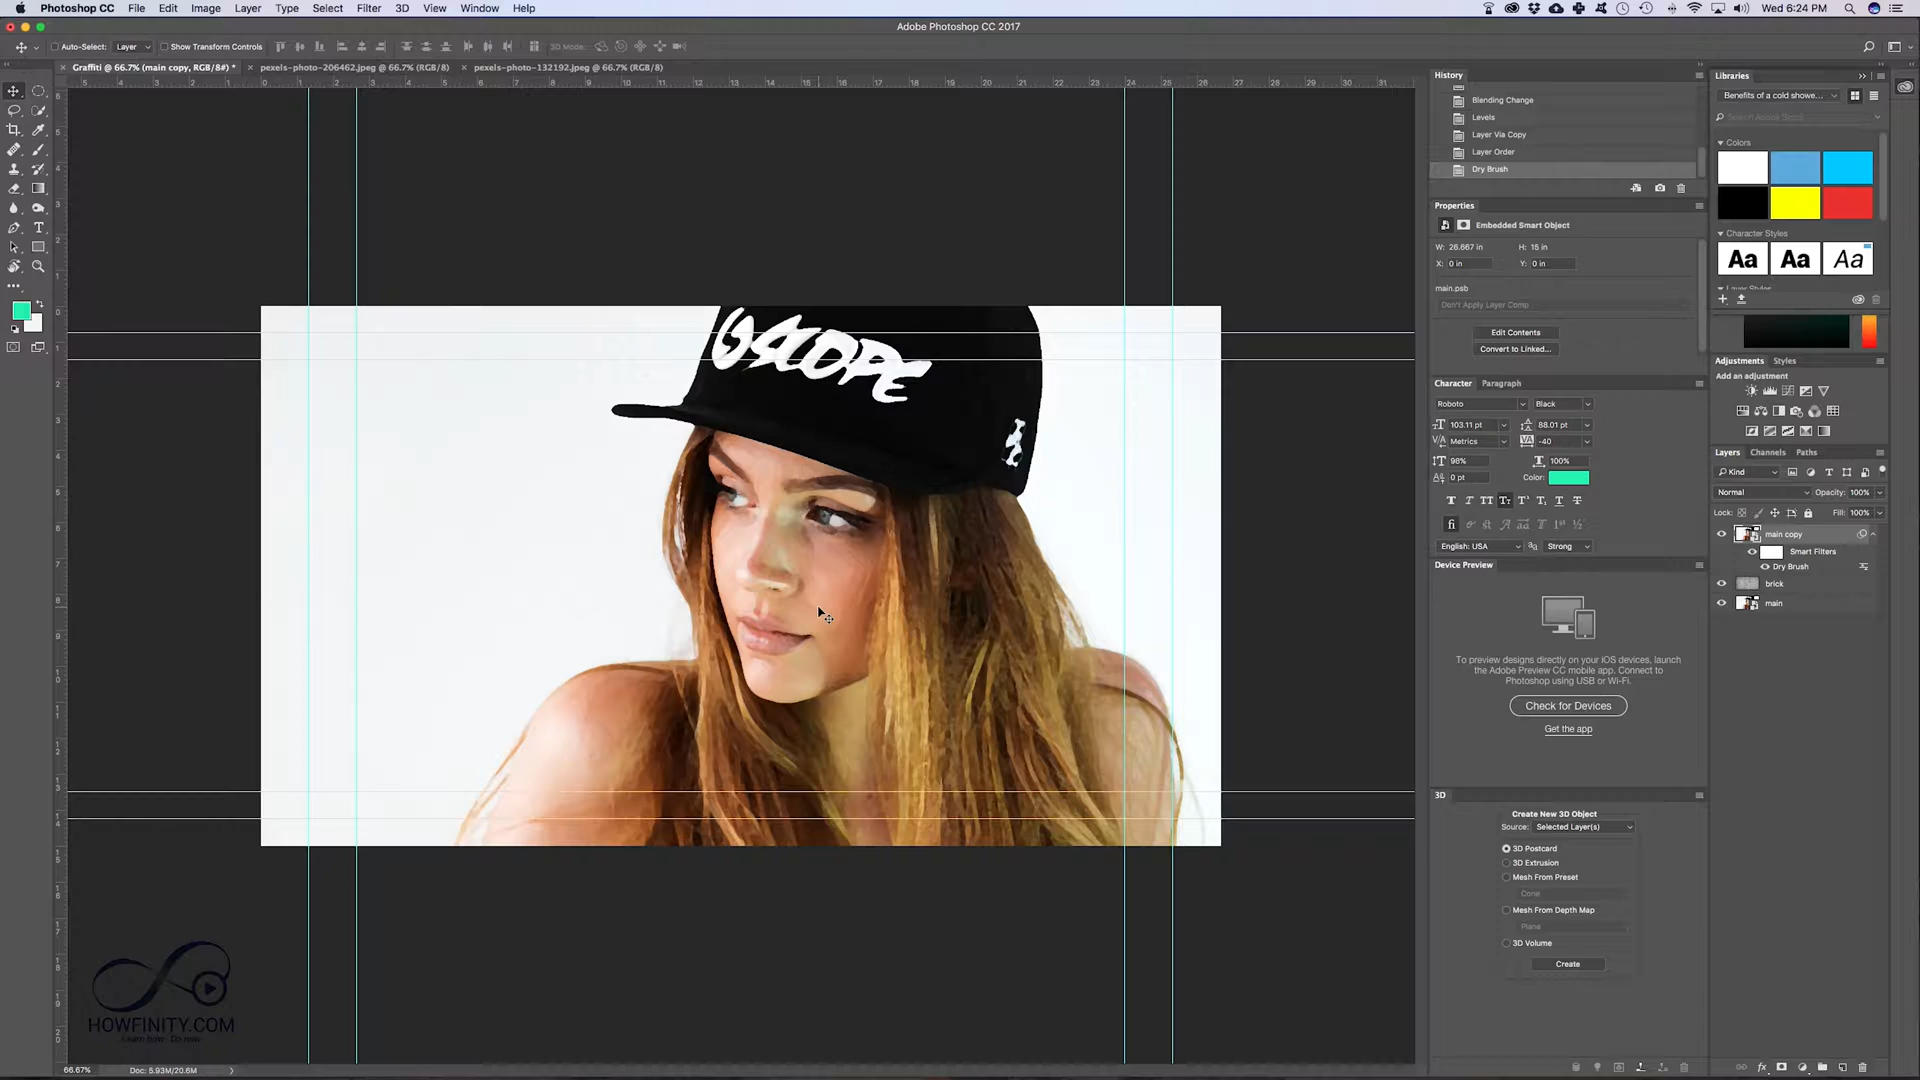 Photoshop CC File Edit Image Layer Type Select Filter 3D View Window Help
Wed 6:24 PM
Adobe Photoshop CC 2017
Auto-Select: Layer Show Transform Controls 3D Mode:
Graffiti @ 66.7% (main copy, RGB/8#) * pexels-photo-206462.jpeg @ 66.7% (RGB/8) pexels-photo-132192.jpeg @ 66.7% (RGB/8)
History
Blending Change
Levels
Layer Via Copy
Layer Order
Dry Brush
Properties
Embedded Smart Object
W: 26.667 in H: 15 in
X: 0 in Y: 0 in
main.psb
Don't Apply Layer Comp
Edit Contents
Convert to Linked...
Character Paragraph
Roboto Black
103.11 pt 88.01 pt
Metrics -40
98% 100%
0 pt Color:
English: USA Strong
Device Preview
To preview designs directly on your iOS devices, launch
the Adobe Preview CC mobile app. Connect to
Photoshop using USB or Wi-Fi.
Check for Devices
Get the app
3D
Create New 3D Object
Source: Selected Layer(s)
3D Postcard
3D Extrusion
Mesh From Preset
Cone
Mesh From Depth Map
Plane
3D Volume
Create
Libraries
Benefits of a cold showe...
Search Adobe Stock
Colors
Character Styles
Aa Aa Aa
Layer Styles
Adjustments Styles
Add an adjustment
Layers Channels Paths
Kind
Normal Opacity: 100%
Lock: Fill: 100%
main copy
Smart Filters
Dry Brush
brick
main
SCOPE
HOWFINITY.COM
Learn how. Do now.
66.67% Doc: 5.93M/20.6M